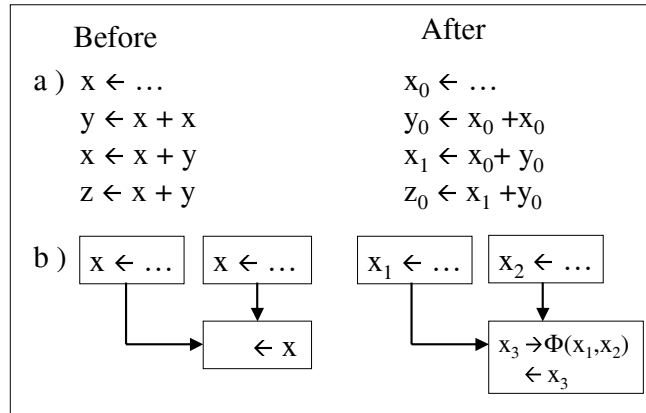 Before After
a ) x ← … x₀ ← …
y ← x + x y₀ ← x₀ +x₀
x ← x + y x₁ ← x₀+ y₀
z ← x + y z₀ ← x₁ +y₀
b ) x ← … x ← … x₁ ← … x₂ ← …
← x x₃ →Φ(x₁,x₂)
← x₃